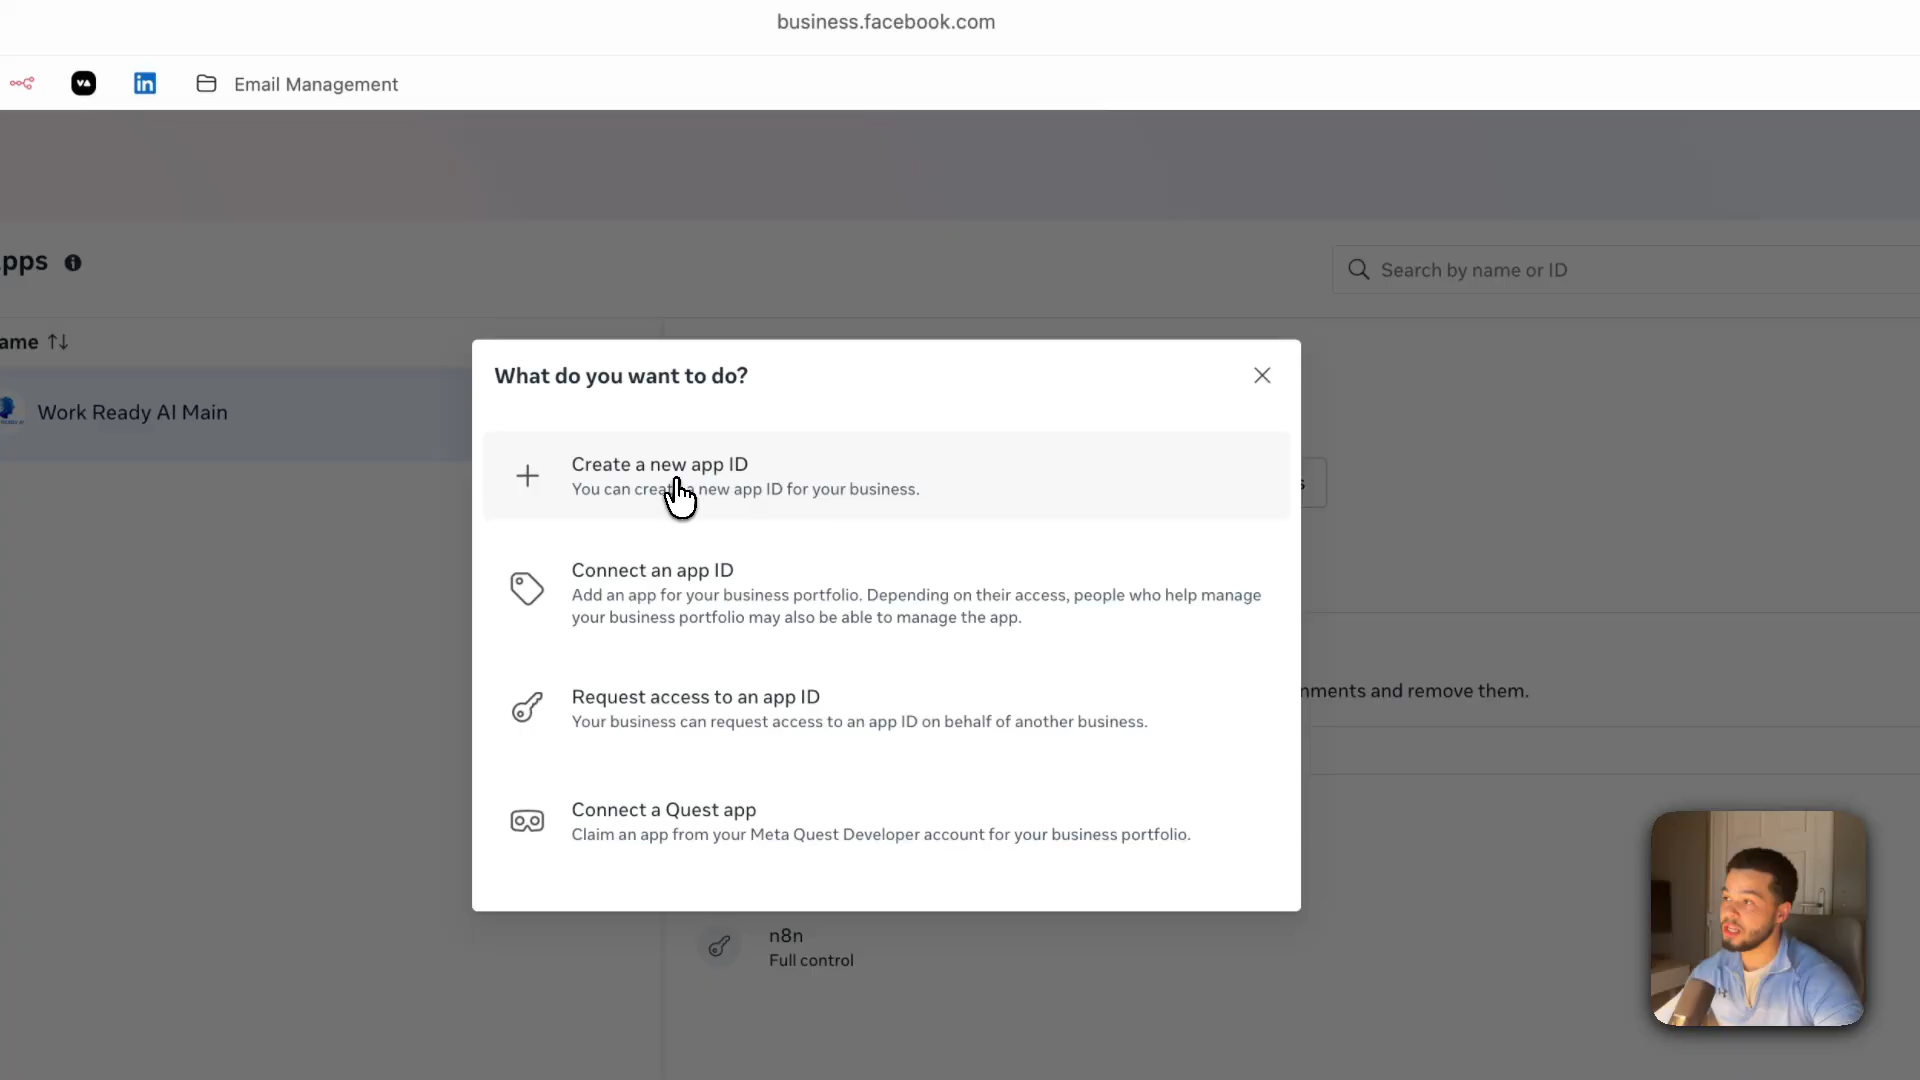 business.facebook.com
Email Management
pps
Search by name or ID
ame
Work Ready AI Main
What do you want to do?
Create a new app ID
You can create a new app ID for your business.
Connect an app ID
Add an app for your business portfolio. Depending on their access, people who help manage
your business portfolio may also be able to manage the app.
Request access to an app ID
Your business can request access to an app ID on behalf of another business.
Connect a Quest app
Claim an app from your Meta Quest Developer account for your business portfolio.
s
nments and remove them.
n8n
Full control